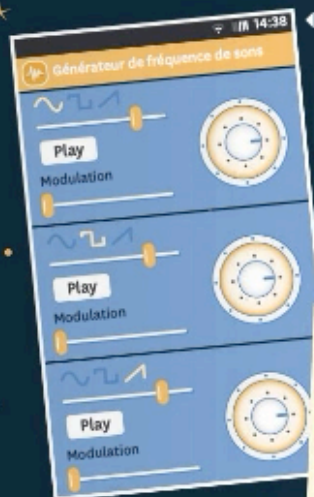 14:38
Générateur de fréquence de sons
Play
Modulation
Play
Modulation
Play
Modulation